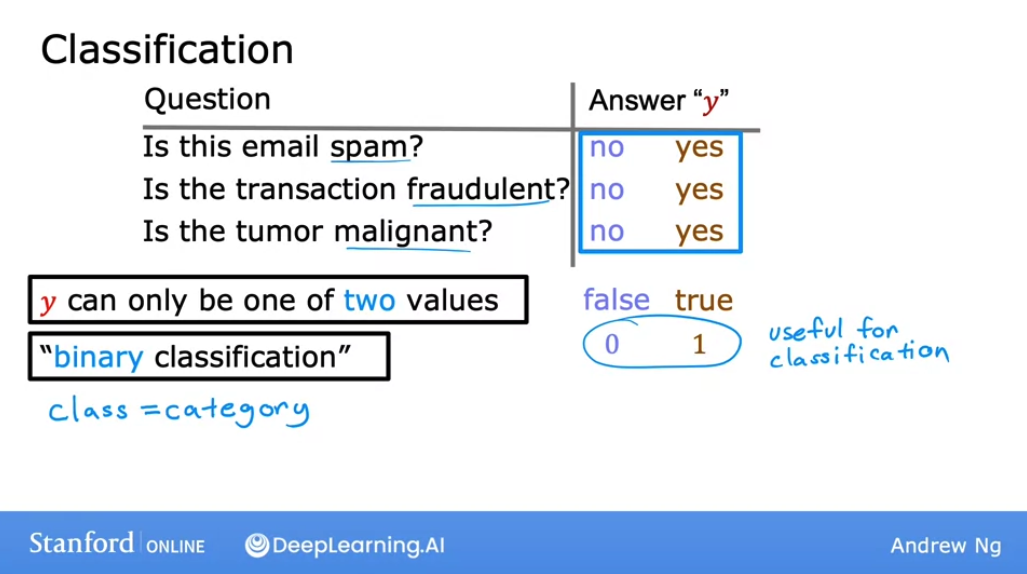 Classification
Question Answer “y”
Is this email spam? no yes
Is the transaction fraudulent? no yes
Is the tumor malignant? no yes
y can only be one of two values false true
“binary classification” 0 1 useful for
classification
class = category
Stanford ONLINE DeepLearning.AI Andrew Ng